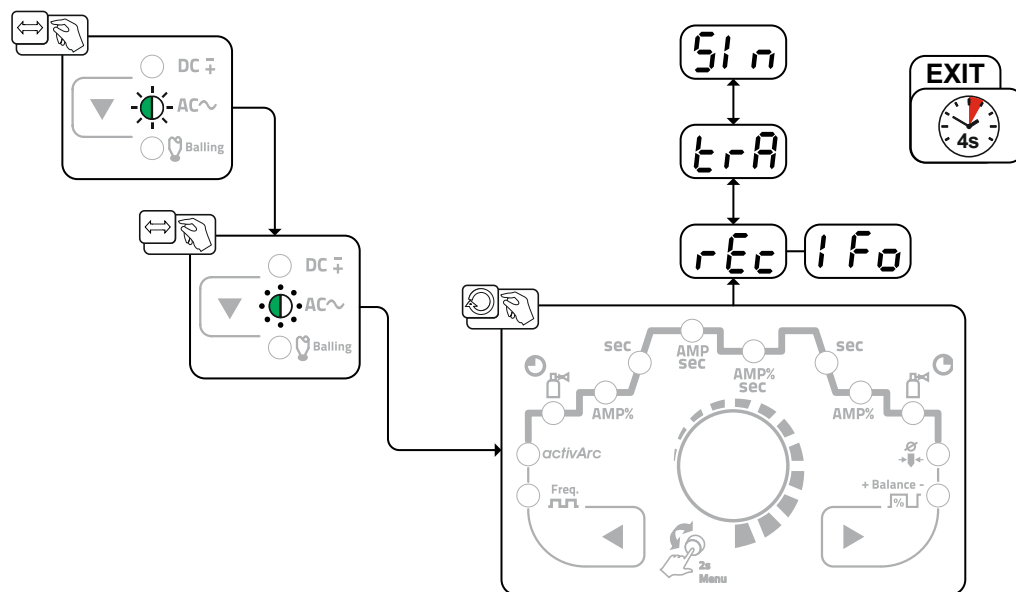 DC
AC
Balling
DC
AC
Balling
SIn
trA
rEc
IFo
EXIT
4s
sec
AMP
sec
AMP%
sec
sec
AMP%
AMP%
activArc
Freq.
+ Balance -
%
2s
Menu